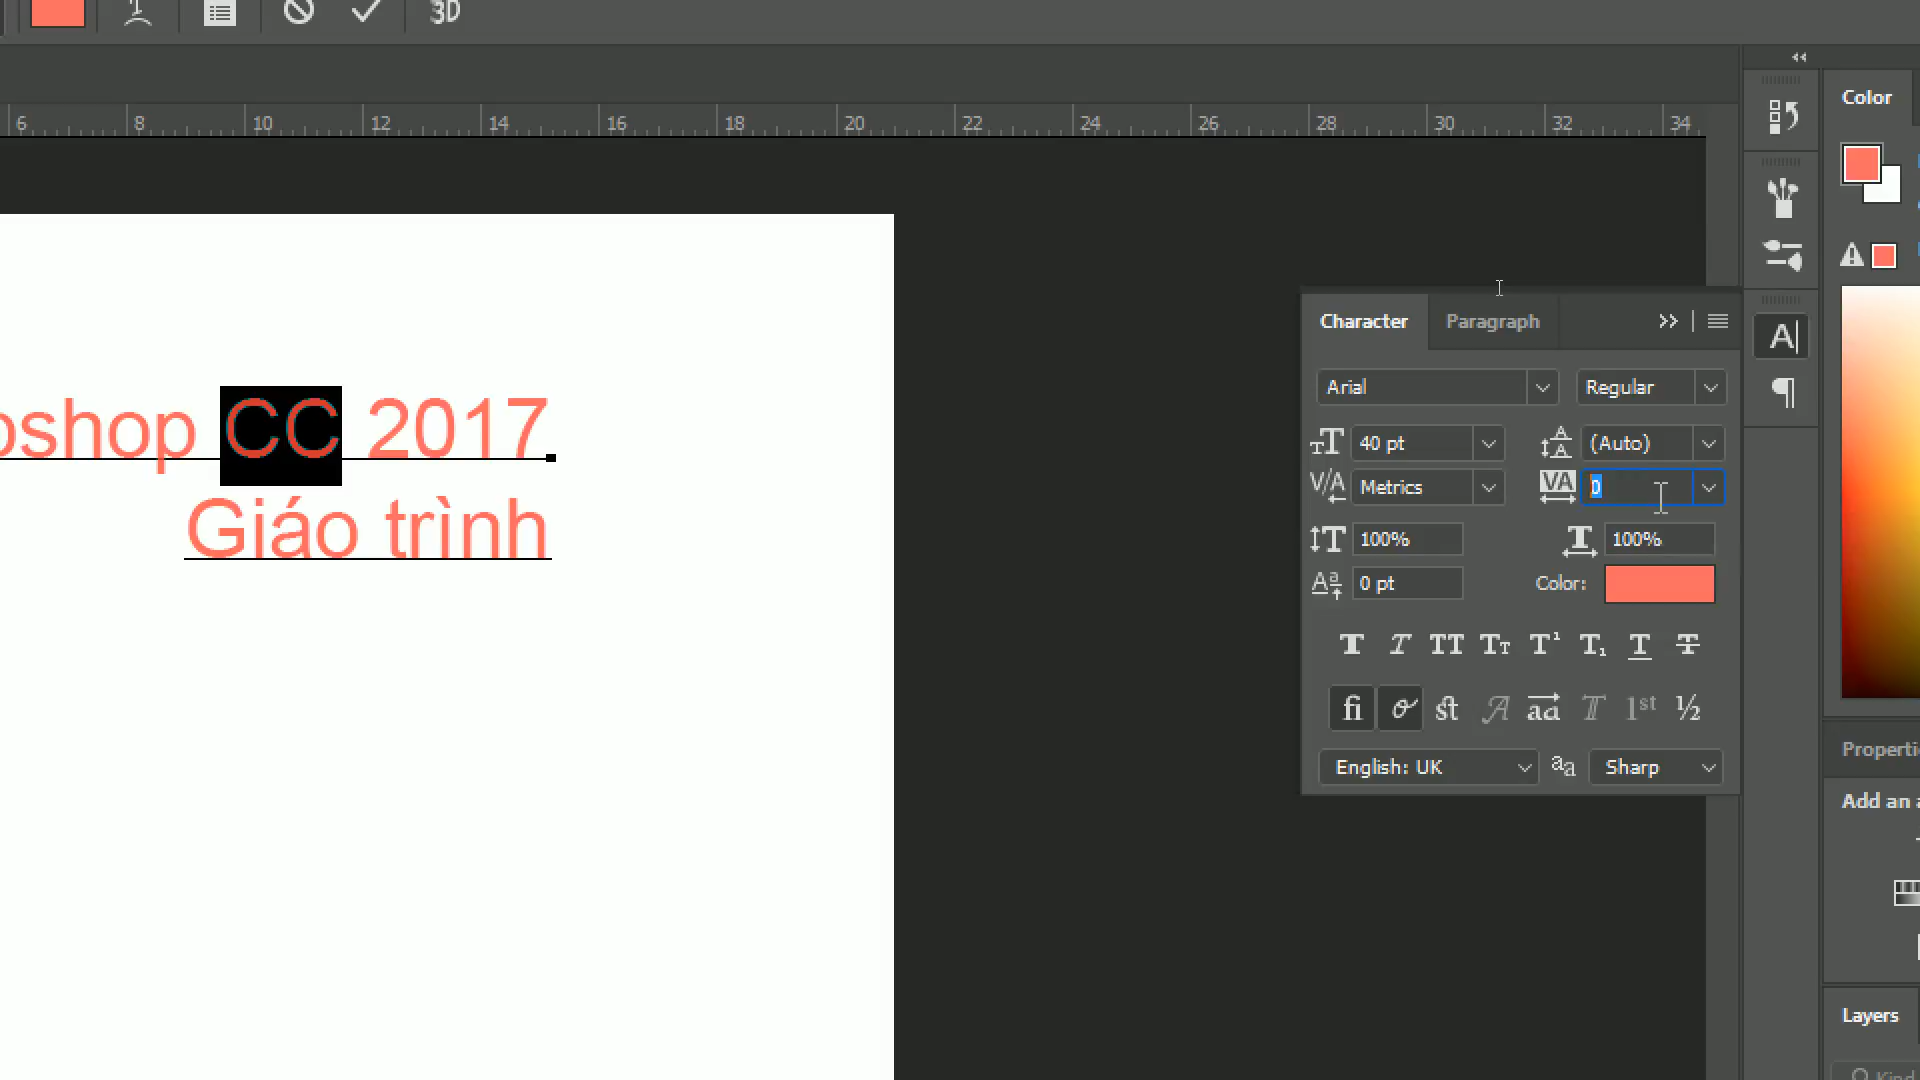 3D
6 8 10 12 14 16 18 20 22 24 26 28 30 32 34
Color
oshop CC 2017
Giáo trình
Character Paragraph
Arial Regular
40 pt (Auto)
Metrics 0
100% 100%
0 pt Color:
English: UK Sharp
Properti
Add an a
Layers
Kind